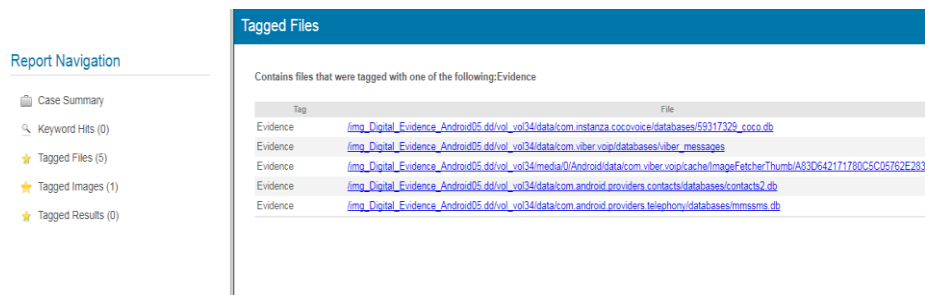 Tagged Files
Report Navigation
Contains files that were tagged with one of the following:Evidence
Case Summary
Keyword Hits (0)
Tagged Files (5)
Tagged Images (1)
Tagged Results (0)
Tag File
Evidence /img_Digital_Evidence_Android05.dd/vol_vol34/data/com.instanza.cocovoice/databases/59317329_coco.db
Evidence /img_Digital_Evidence_Android05.dd/vol_vol34/data/com.viber.voip/databases/viber_messages
Evidence /img_Digital_Evidence_Android05.dd/vol_vol34/media/0/Android/data/com.viber.voip/cache/ImageFetcherThumb/A83D642171780C5C05762E283
Evidence /img_Digital_Evidence_Android05.dd/vol_vol34/data/com.android.providers.contacts/databases/contacts2.db
Evidence /img_Digital_Evidence_Android05.dd/vol_vol34/data/com.android.providers.telephony/databases/mmssms.db